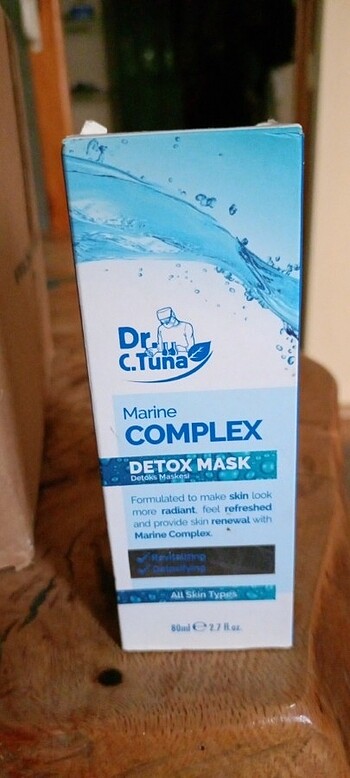 Dr.
C.Tuna
Marine
COMPLEX
DETOX MASK
Detoks Maskesi
Formulated to make skin look
more radiant, feel refreshed
and provide skin renewal with
Marine Complex.
✓ Revitalizing
✓ Detoxifying
All Skin Types
80ml ℮ 2.7 fl.oz.